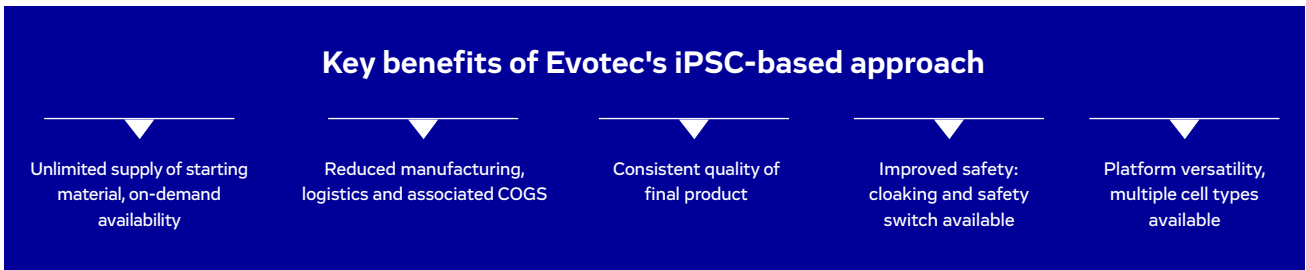 Key benefits of Evotec's iPSC-based approach
Unlimited supply of starting
material, on-demand
availability
Reduced manufacturing,
logistics and associated COGS
Consistent quality of
final product
Improved safety:
cloaking and safety
switch available
Platform versatility,
multiple cell types
available